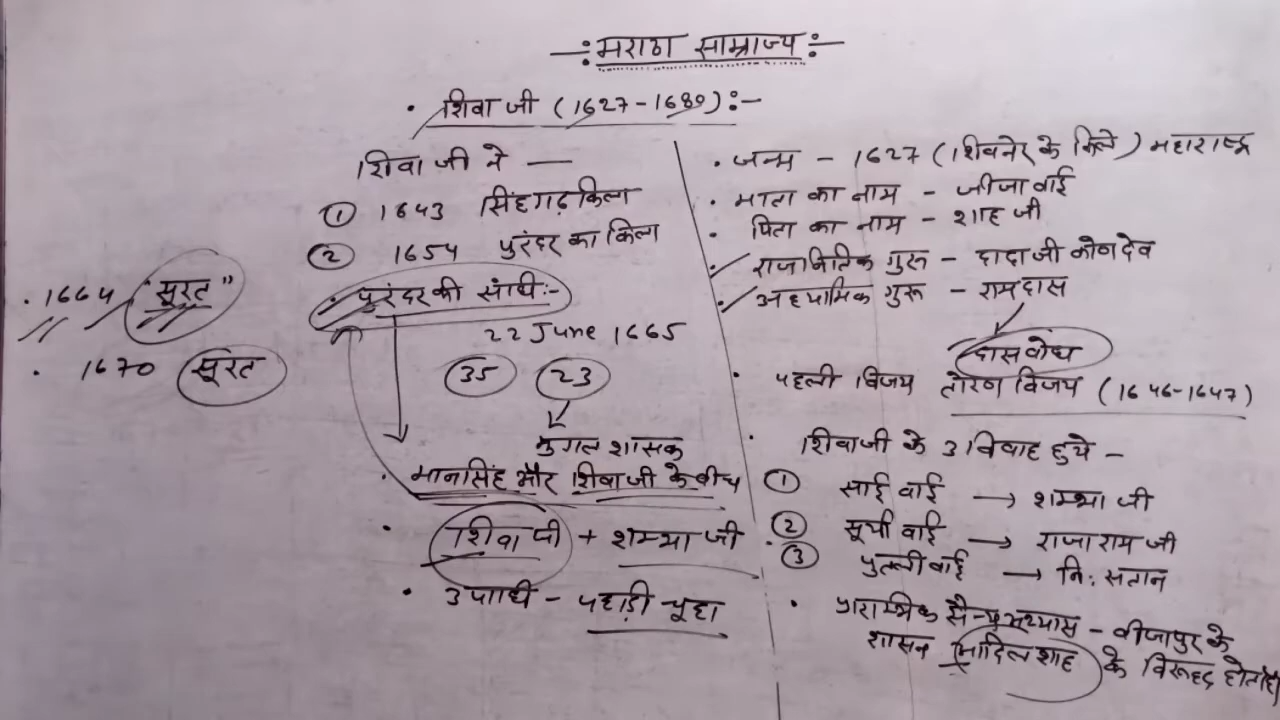 —: मराठा साम्राज्य :—
• शिवाजी (1627-1680):-
शिवाजी ने —
① 1643 सिंहगढ़ किला
② 1654 पुरंदर का किला
• पुरंदर की संधि:-
22 June 1665
35 23
मुगल शासक
• मानसिंह और शिवाजी के बीच
• शिवाजी + शम्भाजी
• उपाधि - पहाड़ी चूहा
• 1664 सूरत"
• 1670 सूरत
• जन्म - 1627 (शिवनेर के किले) महाराष्ट्र
• माता का नाम - जीजा बाई
• पिता का नाम - शाह जी
राजनितिक गुरू - दादा जी कोणदेव
अध्यामिक गुरू - रामदास
दासबोध
• पहली विजय तोरण विजय (1646-1647)
• शिवाजी के 3 विवाह हुये -
① साई बाई → शम्भा जी
② सूर्या बाई → राजा राम जी
③ पुतली बाई → नि: सतान
• प्रारम्भिक सैन्य अभ्यास - बीजापुर के
शासन आदिलशाह के विरूद्द होता है